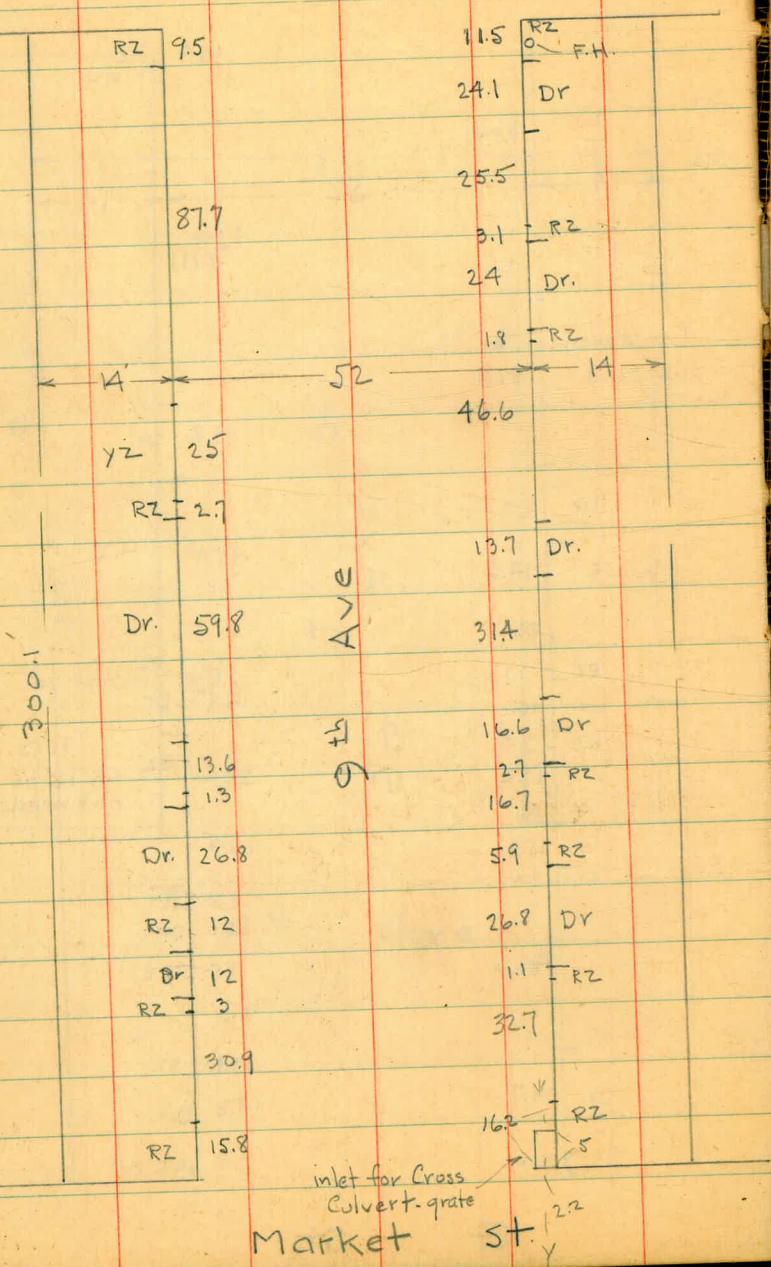 RZ 9.5
87.7
14'
YZ 25
RZ 2.7
Dr. 59.8
300.1'
13.6
1.3
Dr. 26.8
RZ 12
Dr 12
RZ 3
30.9
RZ 15.8
52
9th Ave
11.5 RZ
F.H.
24.1 Dr
25.5
3.1 RZ
24 Dr.
1.8 RZ
14
46.6
13.7 Dr.
31.4
16.6 Dr
2.7 RZ
16.7
5.9 RZ
26.8 Dr
1.1 RZ
32.7
16.2 RZ
5
inlet for Cross
Culvert-grate
2.2
Market St.